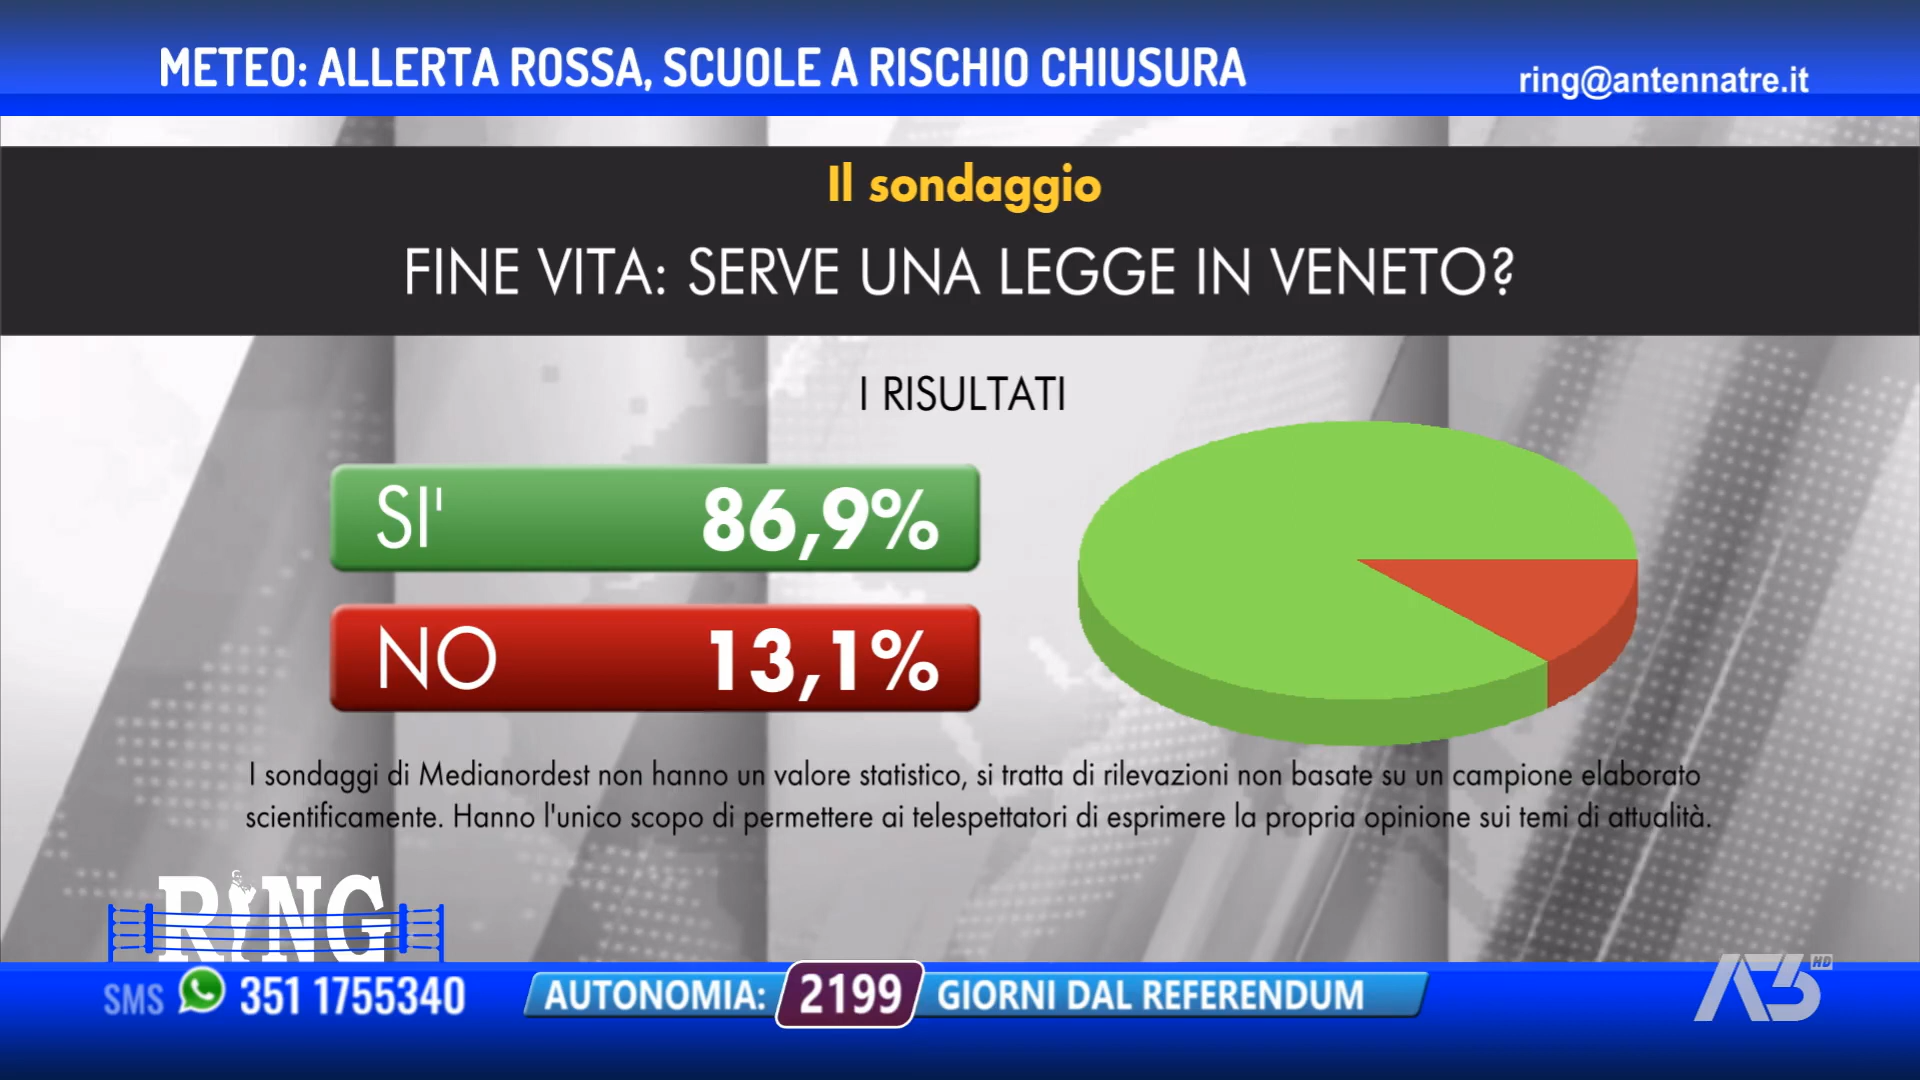 METEO: ALLERTA ROSSA, SCUOLE A RISCHIO CHIUSURA
ring@antennatre.it
Il sondaggio
FINE VITA: SERVE UNA LEGGE IN VENETO?
I RISULTATI
SI' 86,9%
NO 13,1%
I sondaggi di Medianordest non hanno un valore statistico, si tratta di rilevazioni non basate su un campione elaborato
scientificamente. Hanno l'unico scopo di permettere ai telespettatori di esprimere la propria opinione sui temi di attualità.
RING
SMS 351 1755340
AUTONOMIA: 2199 GIORNI DAL REFERENDUM
A3 HD